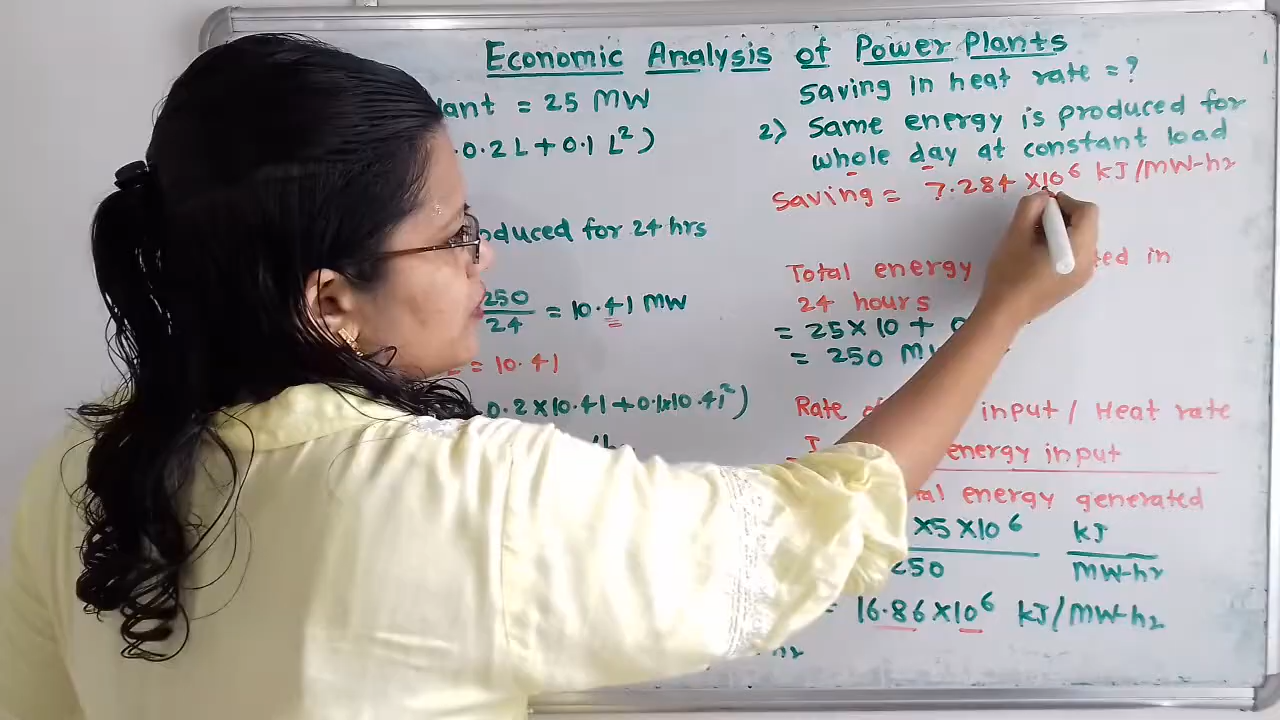 Economic Analysis of Power Plants
lant = 25 MW
.0.2L + 0.1 L²)
oduced for 24 hrs
250
24
= 10.41 MW
= 10.41
0.2×10.41 + 0.1×10.41²)
Saving in heat rate = ?
2) Same energy is produced for
whole day at constant load
Saving = 7.284 ×10⁶ KJ/MW-hr
Total energy ted in
24 hours
= 25×10 +
= 250
Rate input / Heat rate
energy input
al energy generated
×5×10⁶ KJ
250 MW-hr
= 16.86×10⁶ KJ/MW-hr